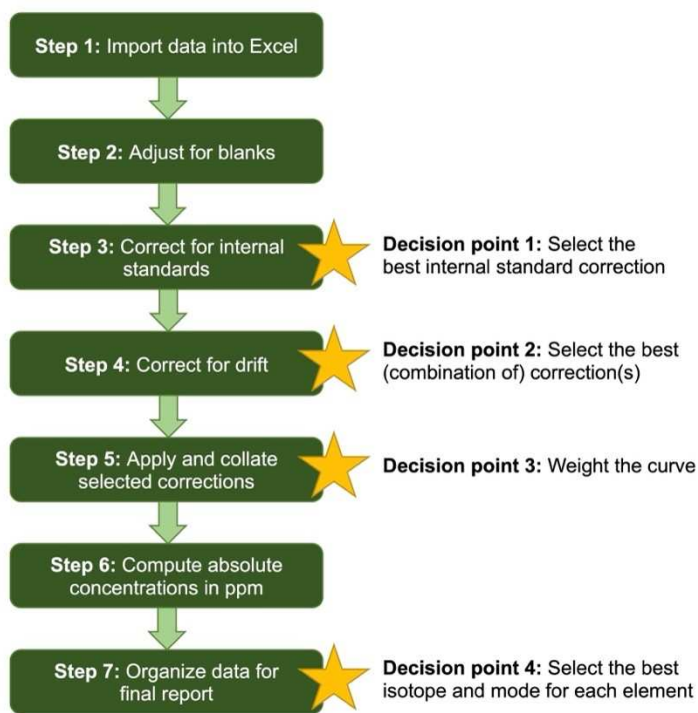 Step 1: Import data into Excel
Step 2: Adjust for blanks
Step 3: Correct for internal
standards
Decision point 1: Select the
best internal standard correction
Step 4: Correct for drift
Decision point 2: Select the best
(combination of) correction(s)
Step 5: Apply and collate
selected corrections
Decision point 3: Weight the curve
Step 6: Compute absolute
concentrations in ppm
Step 7: Organize data for
final report
Decision point 4: Select the best
isotope and mode for each element